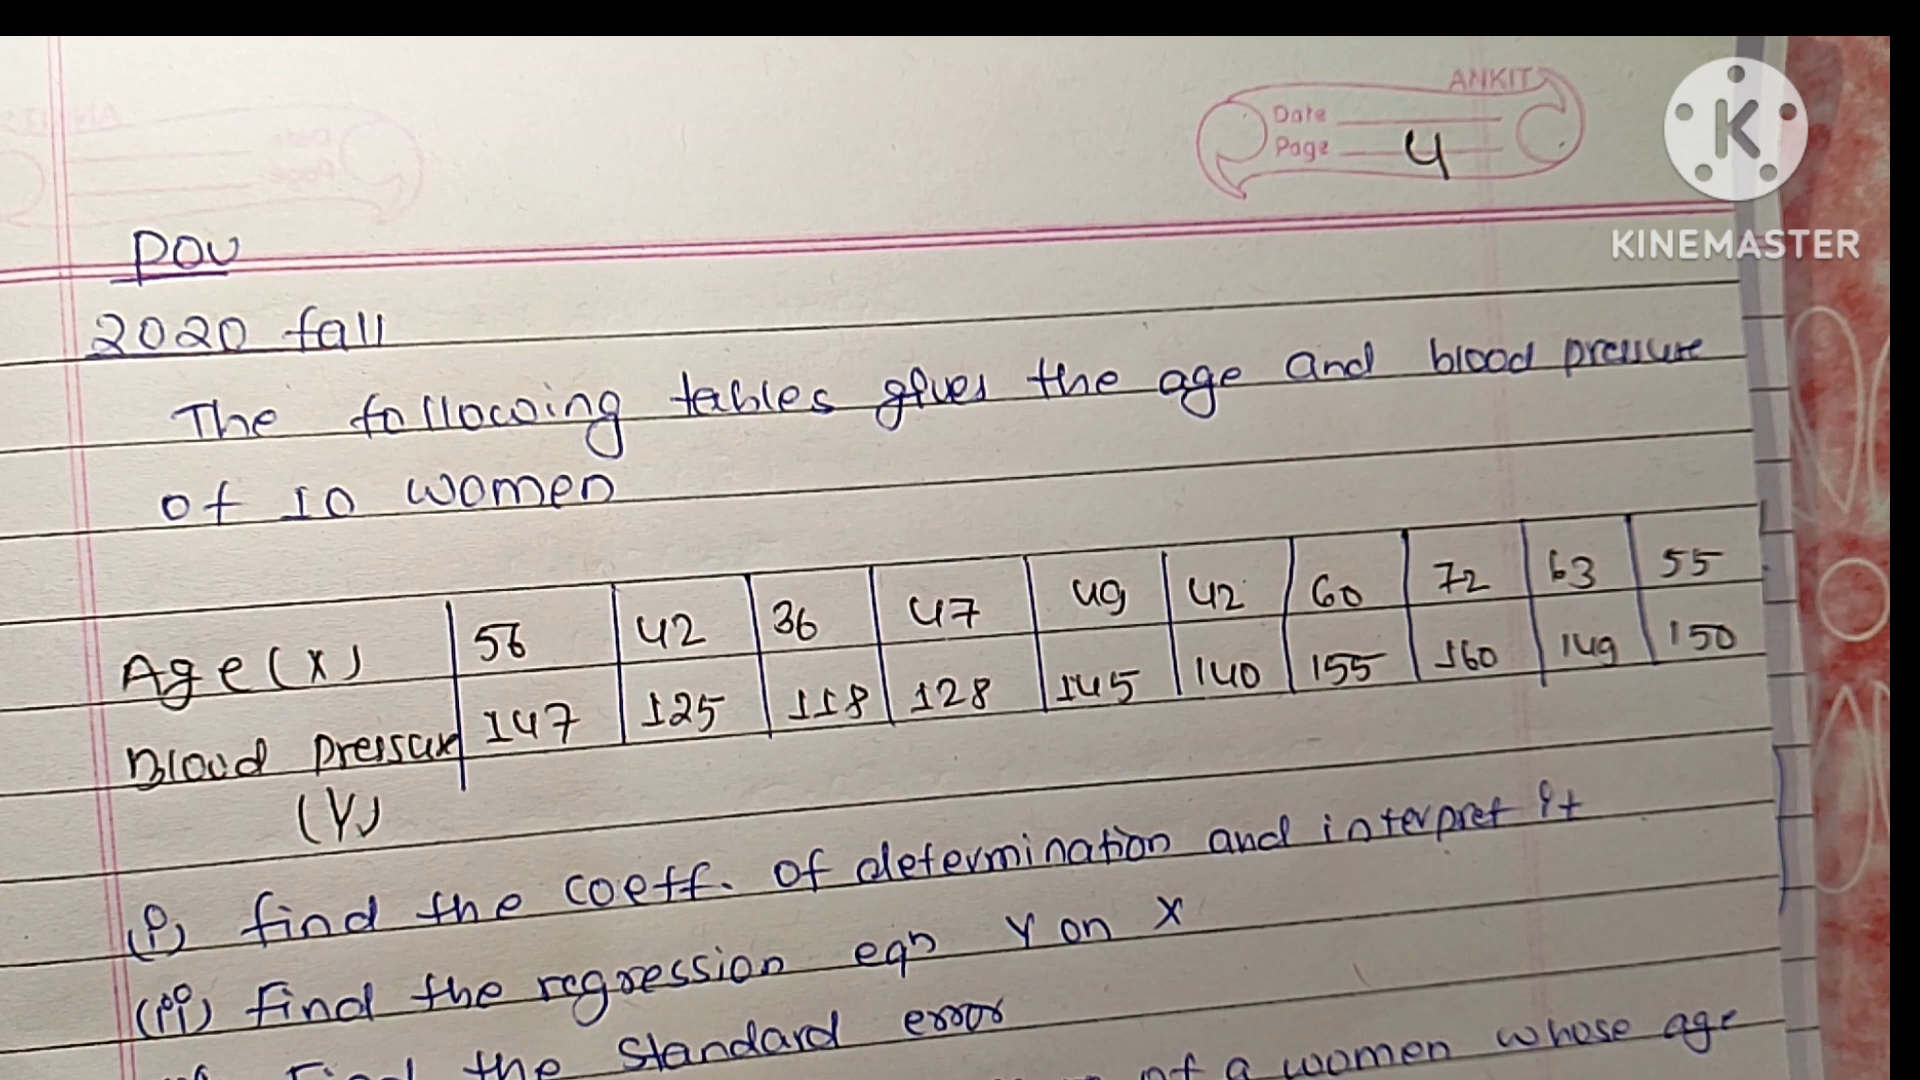 ANKIT
Date
Page 4
KINEMASTER
POU
2020 fall
The following tables gives the age and blood pressure
of 10 women
Age (X) 56 42 36 47 49 42 60 72 63 55
Blood pressure 147 125 118 128 145 140 155 160 149 150
(Y)
(i) find the coeff. of determination and interpret it
(ii) find the regression eqn Y on X
Find the standard error
of a women whose age